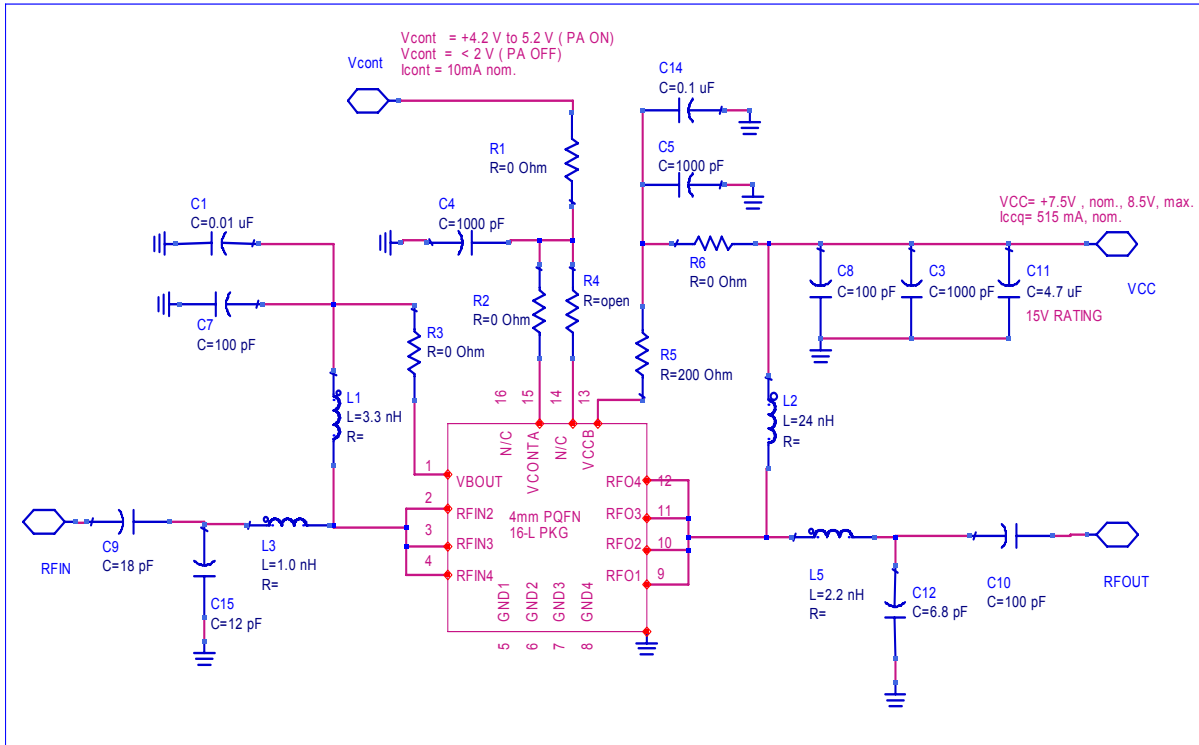 Vcont = +4.2 V to 5.2 V ( PA ON)
Vcont = < 2 V ( PA OFF)
Icont = 10mA nom.
Vcont
C14
C=0.1 uF
R1
R=0 Ohm
C5
C=1000 pF
C1
C=0.01 uF
C4
C=1000 pF
VCC= +7.5V , nom., 8.5V, max.
Iccq= 515 mA, nom.
R6
R=0 Ohm
C8
C=100 pF
C3
C=1000 pF
C11
C=4.7 uF
15V RATING
VCC
R2
R=0 Ohm
R4
R=open
C7
C=100 pF
R3
R=0 Ohm
R5
R=200 Ohm
L1
L=3.3 nH
R=
L2
L=24 nH
R=
16
15
14
13
N/C
VCONTA
N/C
VCCB
1
VBOUT
2
RFIN2
3
RFIN3
4
RFIN4
4mm PQFN
16-L PKG
RFO4
12
RFO3
11
RFO2
10
RFO1
9
GND1
GND2
GND3
GND4
5
6
7
8
RFIN
C9
C=18 pF
L3
L=1.0 nH
R=
C15
C=12 pF
L5
L=2.2 nH
R=
C12
C=6.8 pF
C10
C=100 pF
RFOUT